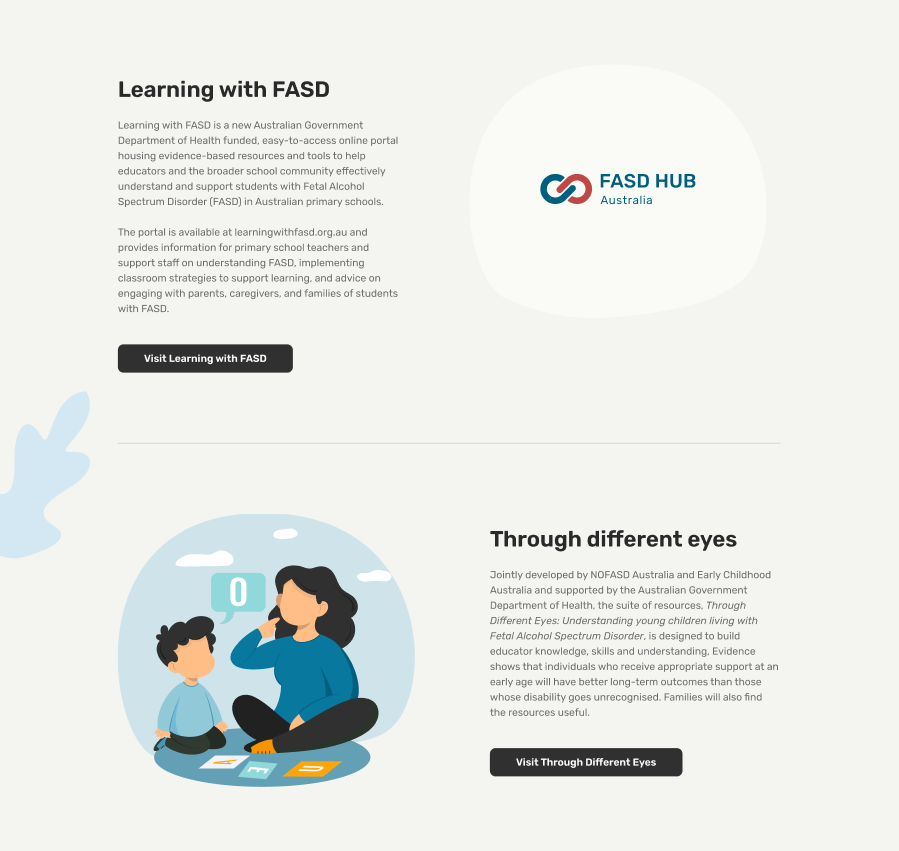 Learning with FASD
Learning with FASD is a new Australian Government
Department of Health funded, easy-to-access online portal
housing evidence-based resources and tools to help
educators and the broader school community effectively
understand and support students with Fetal Alcohol
Spectrum Disorder (FASD) in Australian primary schools.
The portal is available at learningwithfasd.org.au and
provides information for primary school teachers and
support staff on understanding FASD, implementing
classroom strategies to support learning, and advice on
engaging with parents, caregivers, and families of students
with FASD.
Visit Learning with FASD
FASD HUB
Australia
O
A
E
U
Through different eyes
Jointly developed by NOFASD Australia and Early Childhood
Australia and supported by the Australian Government
Department of Health, the suite of resources, Through
Different Eyes: Understanding young children living with
Fetal Alcohol Spectrum Disorder, is designed to build
educator knowledge, skills and understanding, Evidence
shows that individuals who receive appropriate support at an
early age will have better long-term outcomes than those
whose disability goes unrecognised. Families will also find
the resources useful.
Visit Through Different Eyes